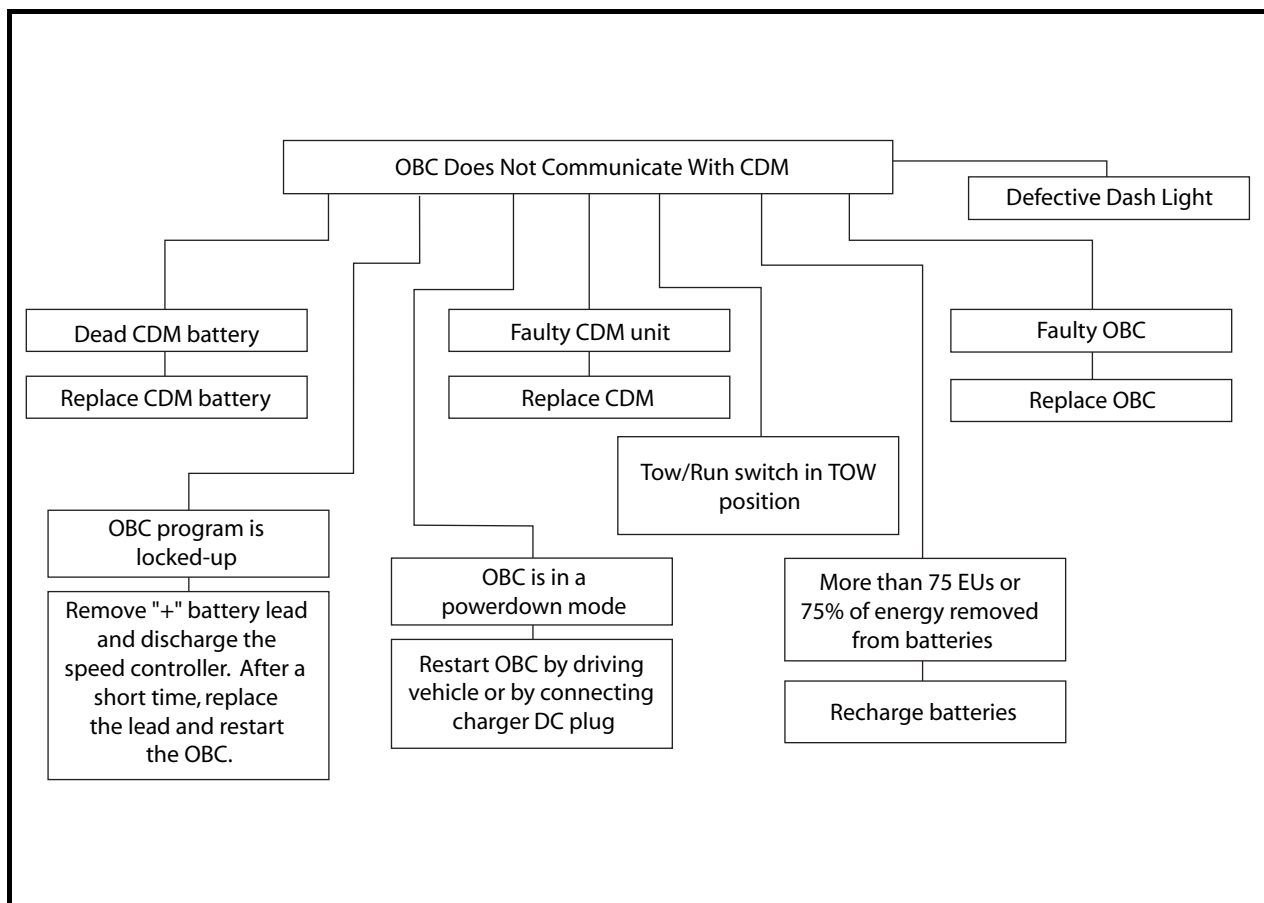 OBC Does Not Communicate With CDM
Defective Dash Light
Dead CDM battery
Replace CDM battery
Faulty CDM unit
Replace CDM
Faulty OBC
Replace OBC
Tow/Run switch in TOW
position
OBC program is
locked-up
Remove "+" battery lead
and discharge the
speed controller.  After a
short time, replace
the lead and restart
the OBC.
OBC is in a
powerdown mode
Restart OBC by driving
vehicle or by connecting
charger DC plug
More than 75 EUs or
75% of energy removed
from batteries
Recharge batteries